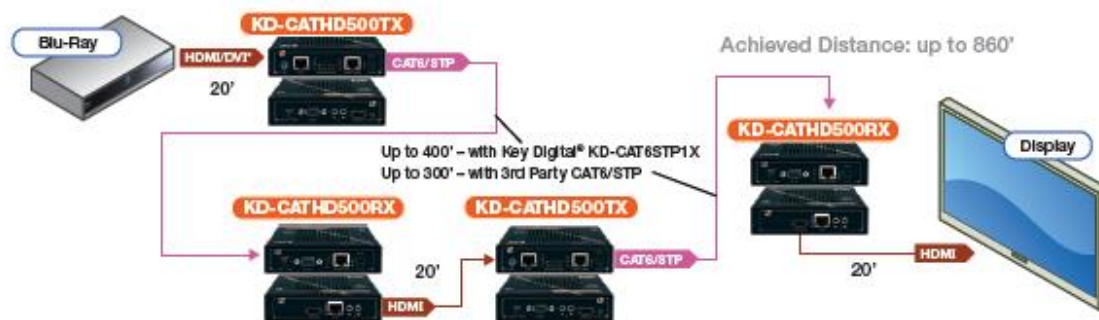 KD-CATHD500TX
Blu-Ray
HDMI/DVI*
CAT6/STP
20'
Achieved Distance: up to 860'
KD-CATHD500RX
Display
Up to 400' – with Key Digital® KD-CAT6STP1X
Up to 300' – with 3rd Party CAT6/STP
KD-CATHD500RX
KD-CATHD500TX
20'
CAT6/STP
HDMI
20'
HDMI